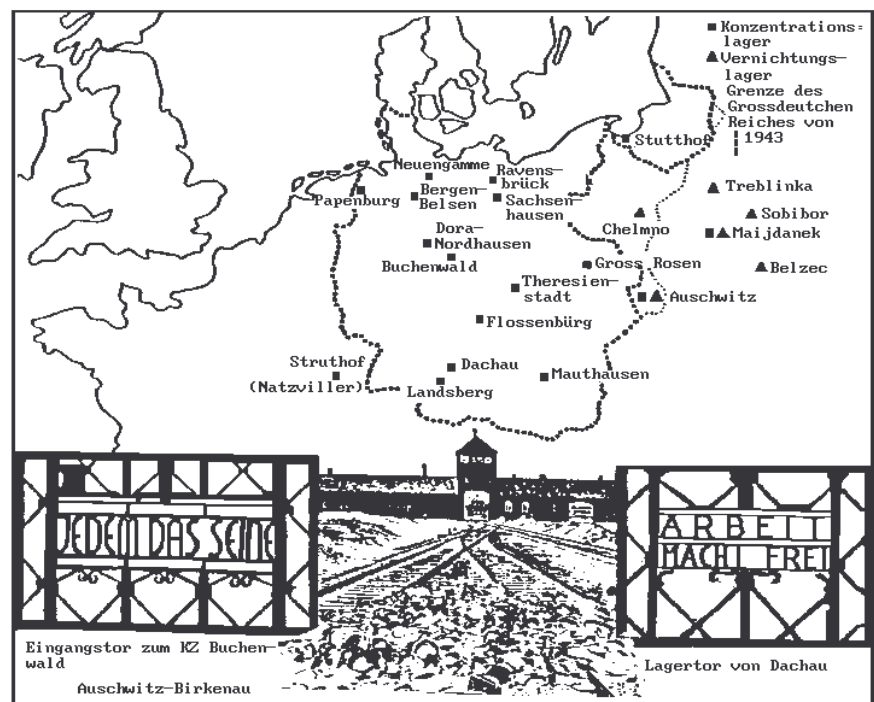 Konzentrations=
lager
Vernichtungs-
lager
Grenze des
Grossdeutchen
Reiches von
1943
Stutthof
Neuengamme
Ravens-
brück
Papenburg
Bergen-
Belsen
Sachsen-
hausen
Treblinka
Sobibor
Chelmno
Maijdanek
Dora-
Nordhausen
Buchenwald
Gross Rosen
Belzec
Theresien-
stadt
Auschwitz
Flossenbürg
Struthof
(Natzviller)
Dachau
Landsberg
Mauthausen
JEDEM DAS SEINE
ARBEIT
MACHT FREI
Eingangstor zum KZ Buchen-
wald
Auschwitz-Birkenau
Lagertor von Dachau